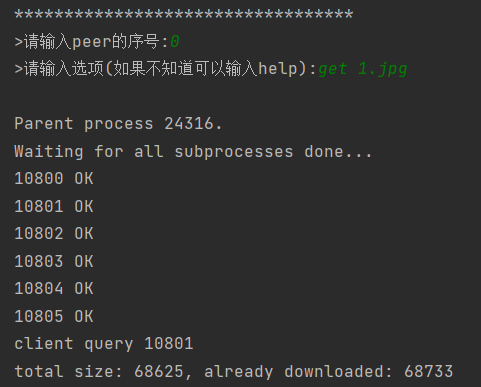 **********************************
>请输入peer的序号:0
>请输入选项(如果不知道可以输入help):get 1.jpg
Parent process 24316.
Waiting for all subprocesses done...
10800 OK
10801 OK
10802 OK
10803 OK
10804 OK
10805 OK
client query 10801
total size: 68625, already downloaded: 68733